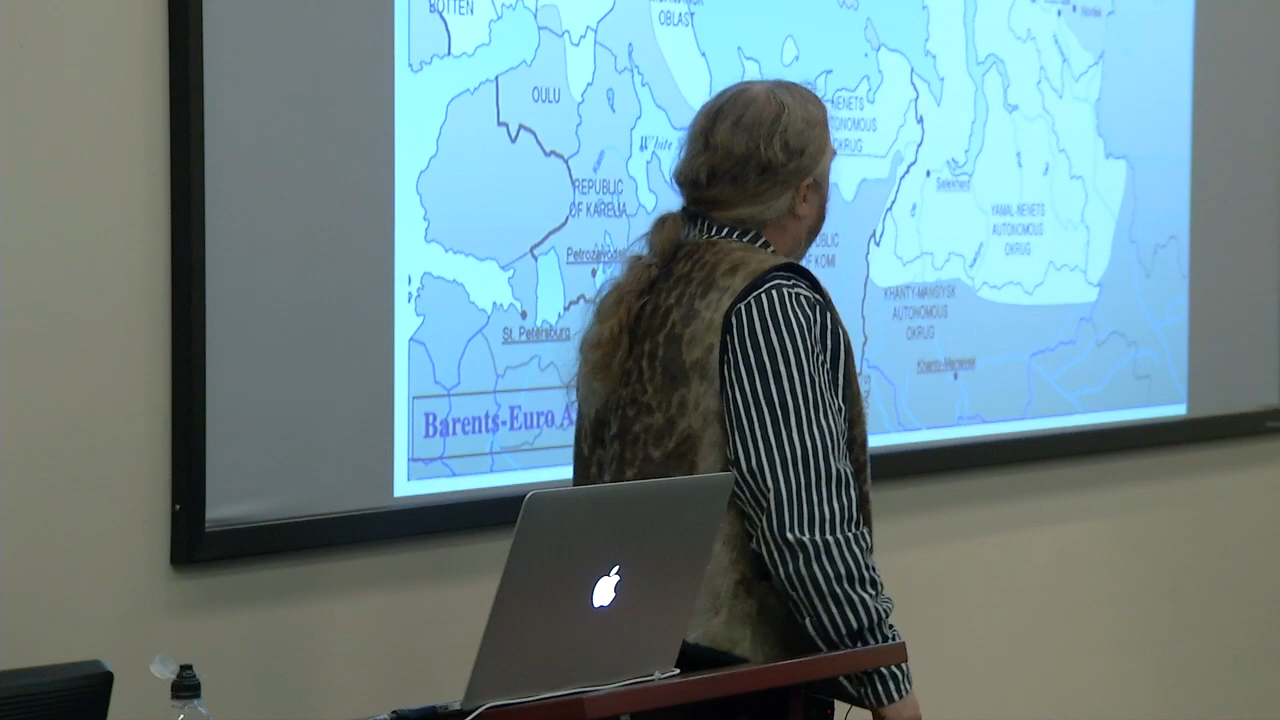 BOTTEN
OBLAST
OULU
White
NENETS
AUTONOMOUS
OKRUG
REPUBLIC
OF KARELIA
Salekhard
YAMAL-NENETS
AUTONOMOUS
OKRUG
Petrozavodsk
OF KOMI
KHANTY-MANSIYSK
AUTONOMOUS
OKRUG
St. Petersburg
Khanty-Mansiysk
Barents-Euro A